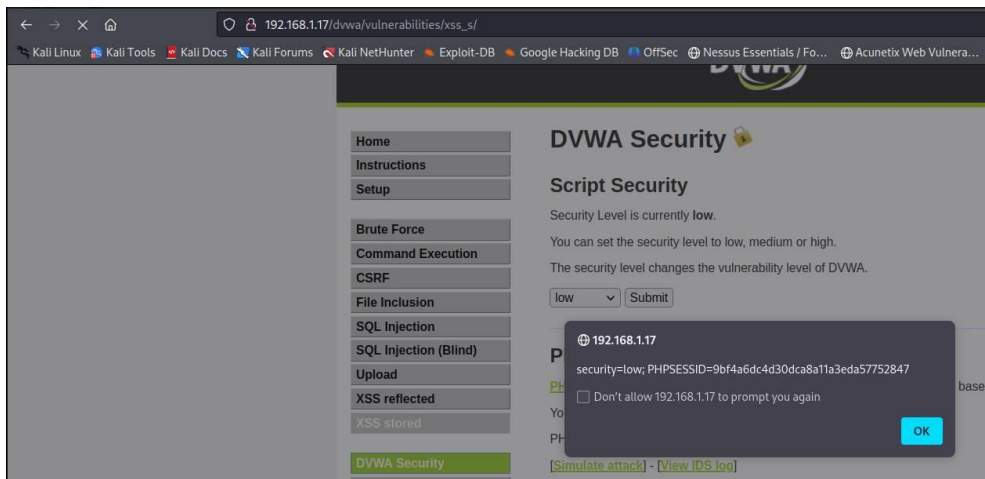 192.168.1.17/dvwa/vulnerabilities/xss_s/
Kali Linux Kali Tools Kali Docs Kali Forums Kali NetHunter Exploit-DB Google Hacking DB OffSec Nessus Essentials / Fo... Acunetix Web Vulnera...
DVWA
Home
Instructions
Setup
Brute Force
Command Execution
CSRF
File Inclusion
SQL Injection
SQL Injection (Blind)
Upload
XSS reflected
XSS stored
DVWA Security
DVWA Security
Script Security
Security Level is currently low.
You can set the security level to low, medium or high.
The security level changes the vulnerability level of DVWA.
low Submit
P
PH base
Yo
PH
[Simulate attack] - [View IDS log]
192.168.1.17
security=low; PHPSESSID=9bf4a6dc4d30dca8a11a3eda57752847
Don't allow 192.168.1.17 to prompt you again
OK